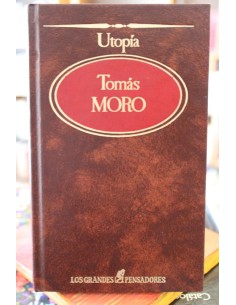 Utopía
Tomás
MORO
LOS GRANDES PENSADORES